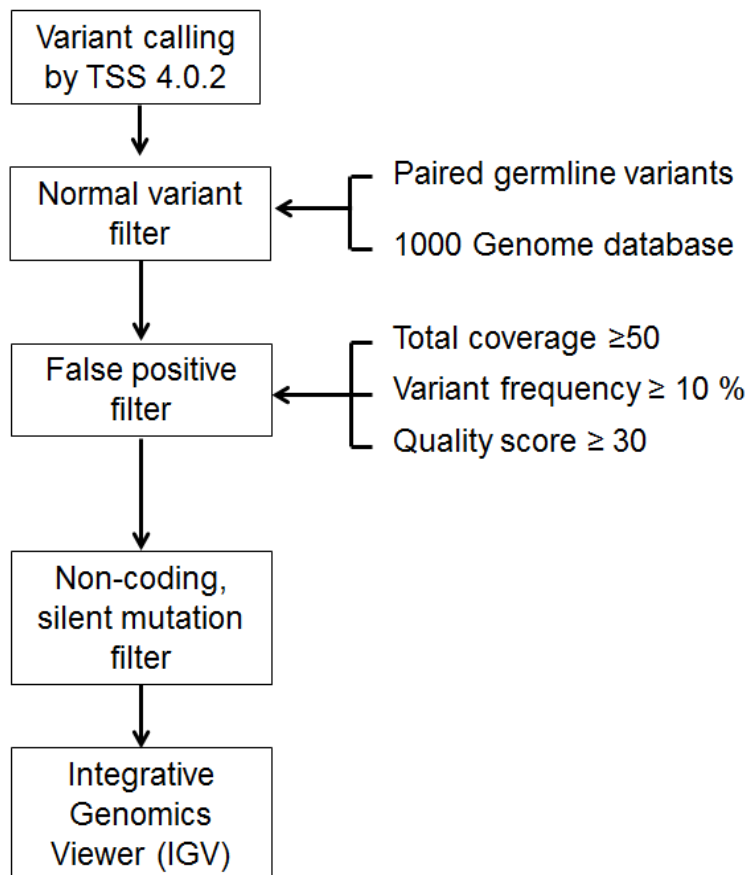 Variant calling
by TSS 4.0.2
Normal variant
filter
Paired germline variants
1000 Genome database
False positive
filter
Total coverage ≥50
Variant frequency ≥ 10 %
Quality score ≥ 30
Non-coding,
silent mutation
filter
Integrative
Genomics
Viewer (IGV)